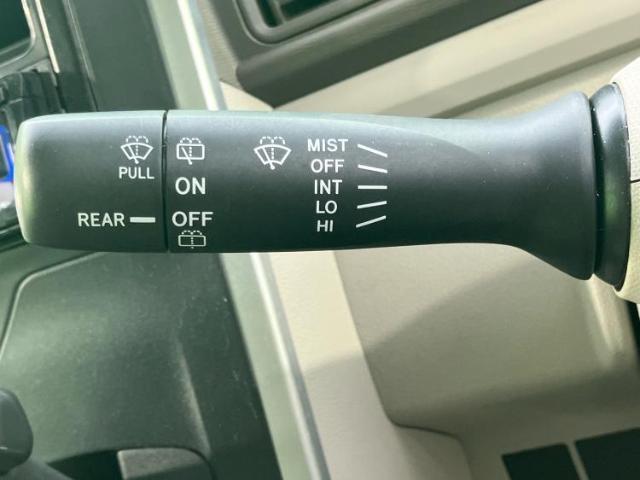 PULL
REAR
ON
OFF
MIST
OFF
INT
LO
HI